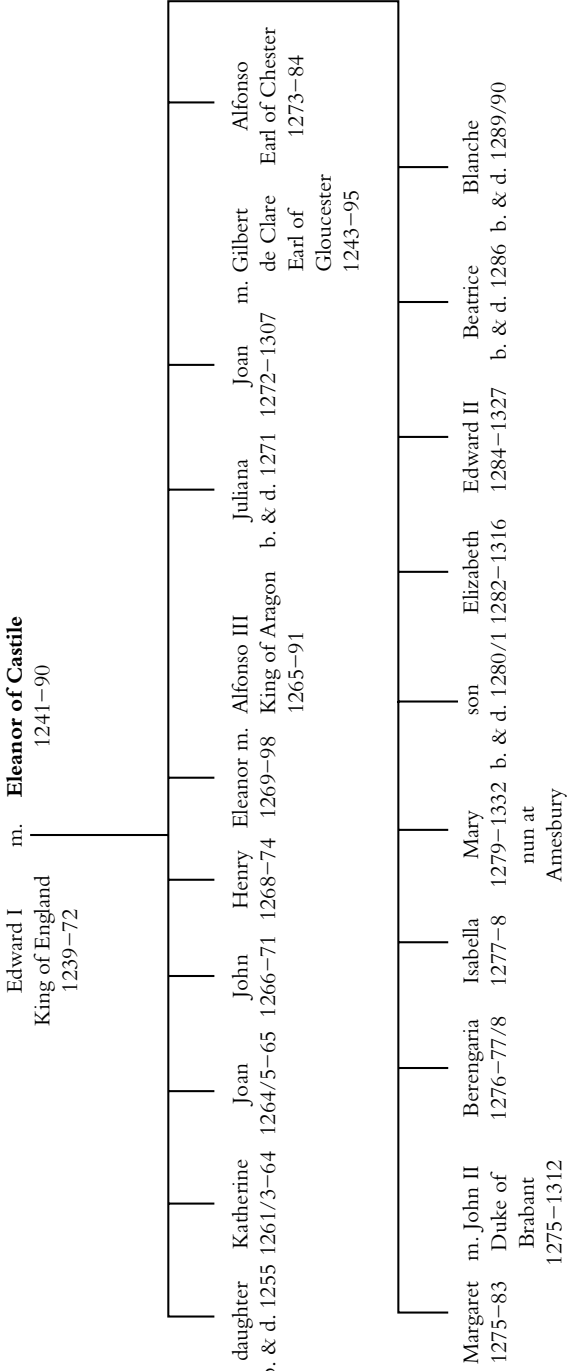 Edward I
King of England
1239–72
m.
Eleanor of Castile
1241–90
daughter
b. & d. 1255
Katherine
1261/3–64
Joan
1264/5–65
John
1266–71
Henry
1268–74
Eleanor m.
1269–98
Alfonso III
King of Aragon
1265–91
Juliana
b. & d. 1271
Joan
1272–1307
m. Gilbert
de Clare
Earl of
Gloucester
1243–95
Alfonso
Earl of Chester
1273–84
Margaret
1275–83
m. John II
Duke of
Brabant
1275–1312
Berengaria
1276–77/8
Isabella
1277–8
Mary
1279–1332
nun at
Amesbury
son
b. & d. 1280/1
Elizabeth
1282–1316
Edward II
1284–1327
Beatrice
b. & d. 1286
Blanche
b. & d. 1289/90